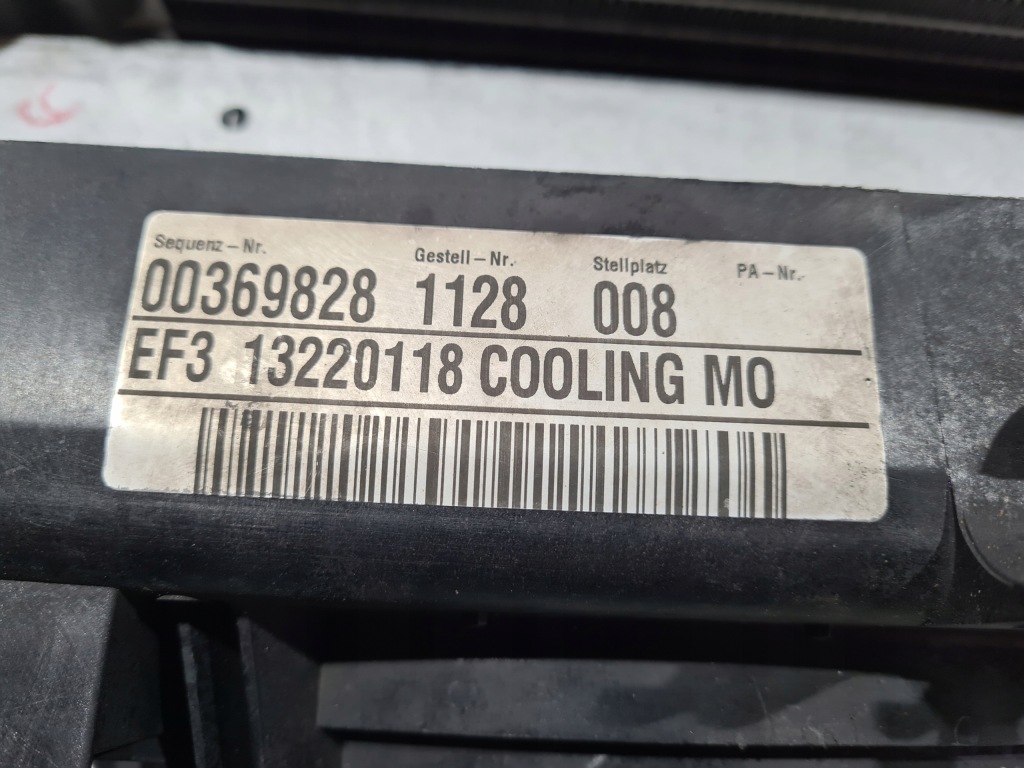 Sequenz-Nr. Gestell-Nr. Stellplatz PA-Nr.
00369828 1128 008
EF3 13220118 COOLING MO